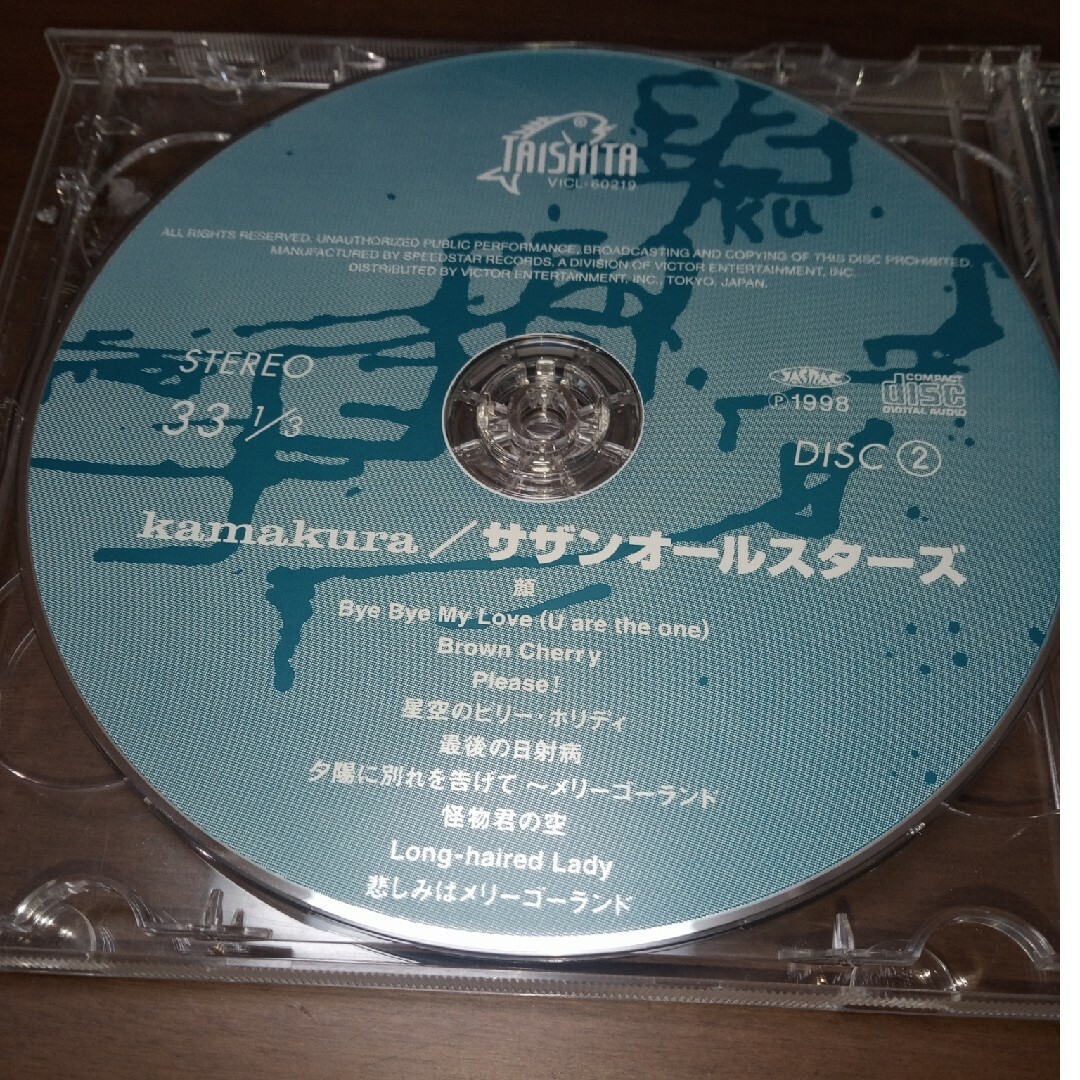 TAISHITA
VICL-60219
ku
ALL RIGHTS RESERVED. UNAUTHORIZED PUBLIC PERFORMANCE, BROADCASTING AND COPYING OF THIS DISC PROHIBITED.
MANUFACTURED BY SPEEDSTAR RECORDS, A DIVISION OF VICTOR ENTERTAINMENT, INC.
DISTRIBUTED BY VICTOR ENTERTAINMENT, INC. TOKYO, JAPAN.
STEREO
33 1/3
JASRAC
Ⓟ1998
COMPACT
disc
DIGITAL AUDIO
DISC ②
kamakura／サザンオールスターズ
顔
Bye Bye My Love (U are the one)
Brown Cherry
Please!
星空のビリー・ホリディ
最後の日射病
夕陽に別れを告げて 〜メリーゴーランド
怪物君の空
Long-haired Lady
悲しみはメリーゴーランド